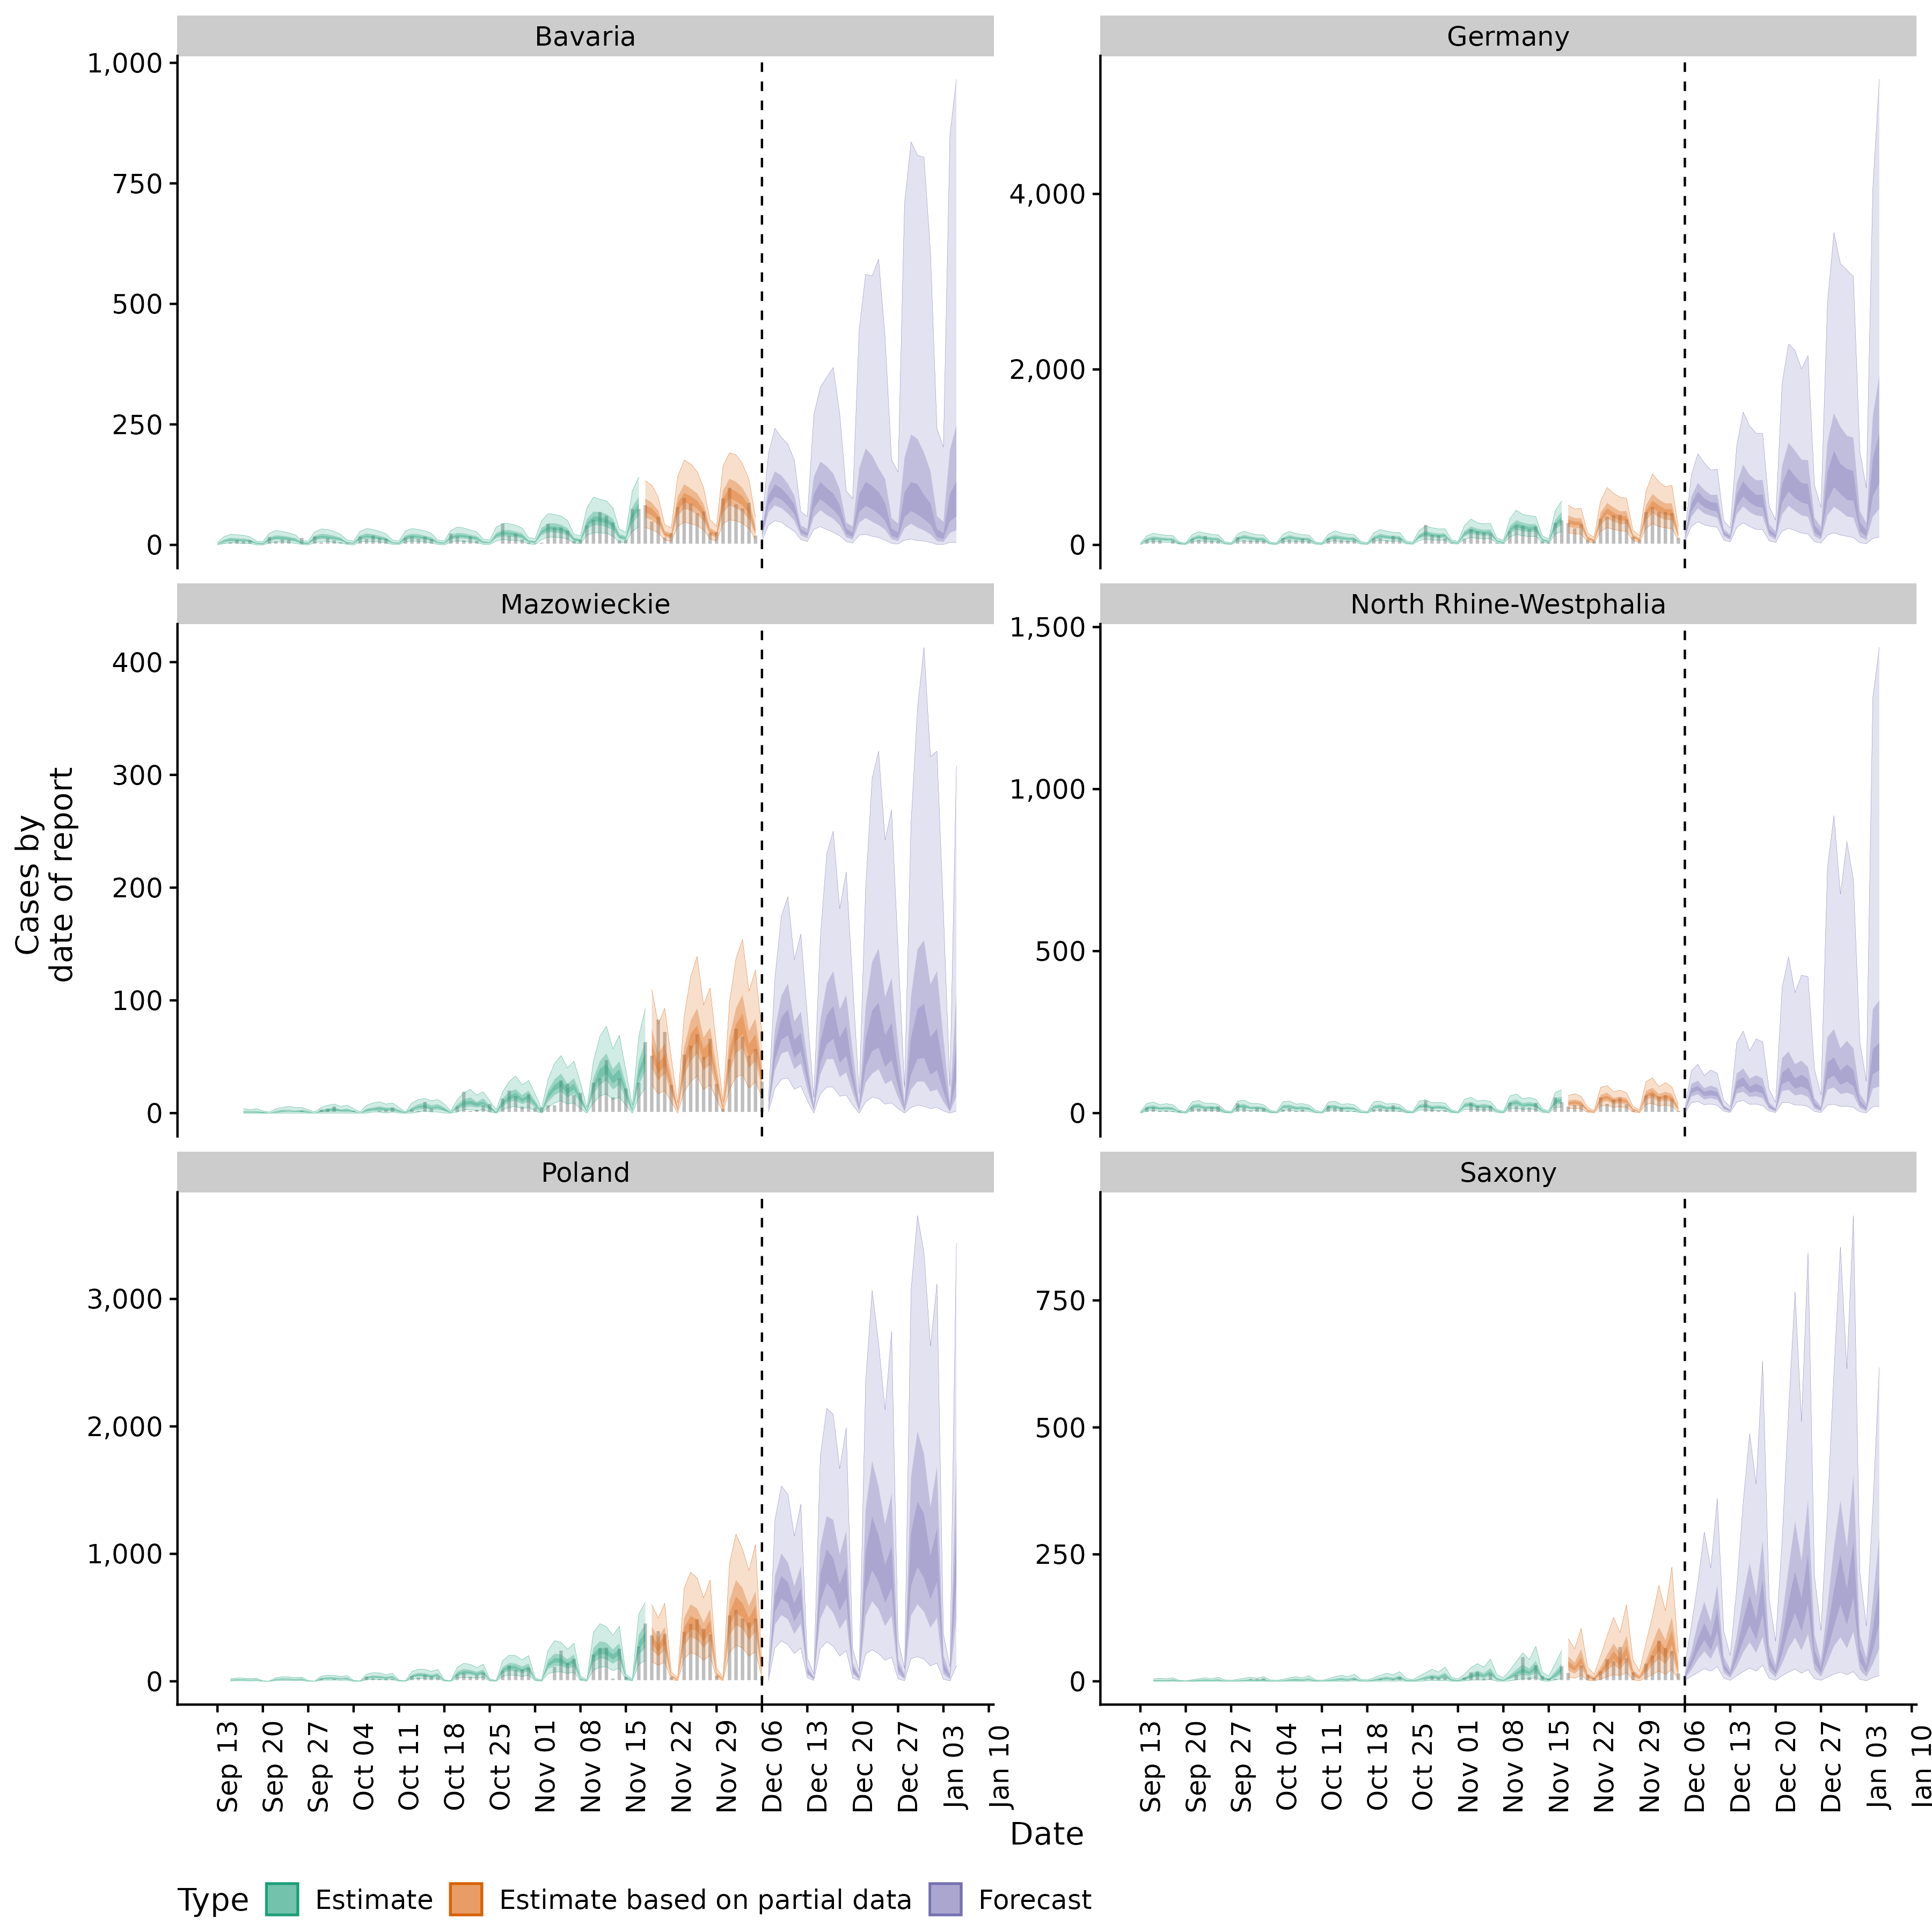 Bavaria
Germany
1,000
750
500
250
0
4,000
2,000
0
Mazowieckie
North Rhine-Westphalia
400
300
200
100
0
1,500
1,000
500
0
Cases by
date of report
Poland
Saxony
3,000
2,000
1,000
0
750
500
250
0
Sep 13
Sep 20
Sep 27
Oct 04
Oct 11
Oct 18
Oct 25
Nov 01
Nov 08
Nov 15
Nov 22
Nov 29
Dec 06
Dec 13
Dec 20
Dec 27
Jan 03
Jan 10
Sep 13
Sep 20
Sep 27
Oct 04
Oct 11
Oct 18
Oct 25
Nov 01
Nov 08
Nov 15
Nov 22
Nov 29
Dec 06
Dec 13
Dec 20
Dec 27
Jan 03
Jan 10
Date
Type Estimate Estimate based on partial data Forecast